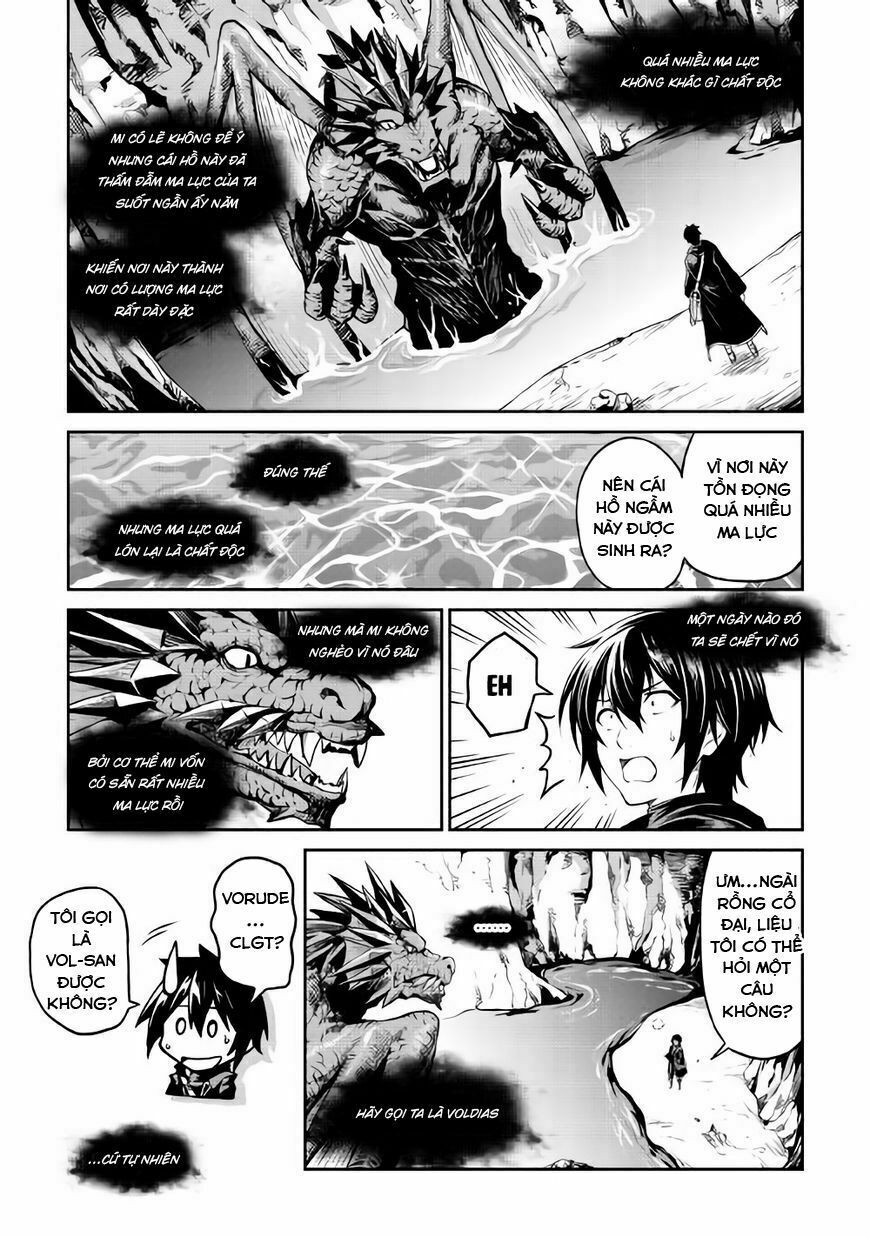 QUÁ NHIỀU MA LỰC
KHÔNG KHÁC GÌ CHẤT ĐỘC
MI CÓ LẼ KHÔNG ĐỂ Ý
NHƯNG CÁI HỒ NÀY ĐÃ
THẤM ĐẪM MA LỰC CỦA TA
SUỐT NGẦN ẤY NĂM
KHIẾN NƠI NÀY THÀNH
NƠI CÓ LƯỢNG MA LỰC
RẤT DÀY ĐẶC
VÌ NƠI NÀY
TỒN ĐỌNG
QUÁ NHIỀU
MA LỰC
NÊN CÁI
HỒ NGẦM
NÀY ĐƯỢC
SINH RA?
ĐÚNG THẾ
NHƯNG MA LỰC QUÁ
LỚN LẠI LÀ CHẤT ĐỘC
MỘT NGÀY NÀO ĐÓ
TA SẼ CHẾT VÌ NÓ
EH
NHƯNG MÀ MI KHÔNG
NGHÈO VÌ NÓ ĐÂU
BỞI CƠ THỂ MI VỐN
CÓ SẴN RẤT NHIỀU
MA LỰC RỒI
ƯM...NGÀI
RỒNG CỔ
ĐẠI, LIỆU
TÔI CÓ THỂ
HỎI MỘT
CÂU
KHÔNG?
......
HÃY GỌI TA LÀ VOLDIAS
VORUDE
...
CLGT?
TÔI GỌI
LÀ
VOL-SAN
ĐƯỢC
KHÔNG?
...CỨ TỰ NHIÊN